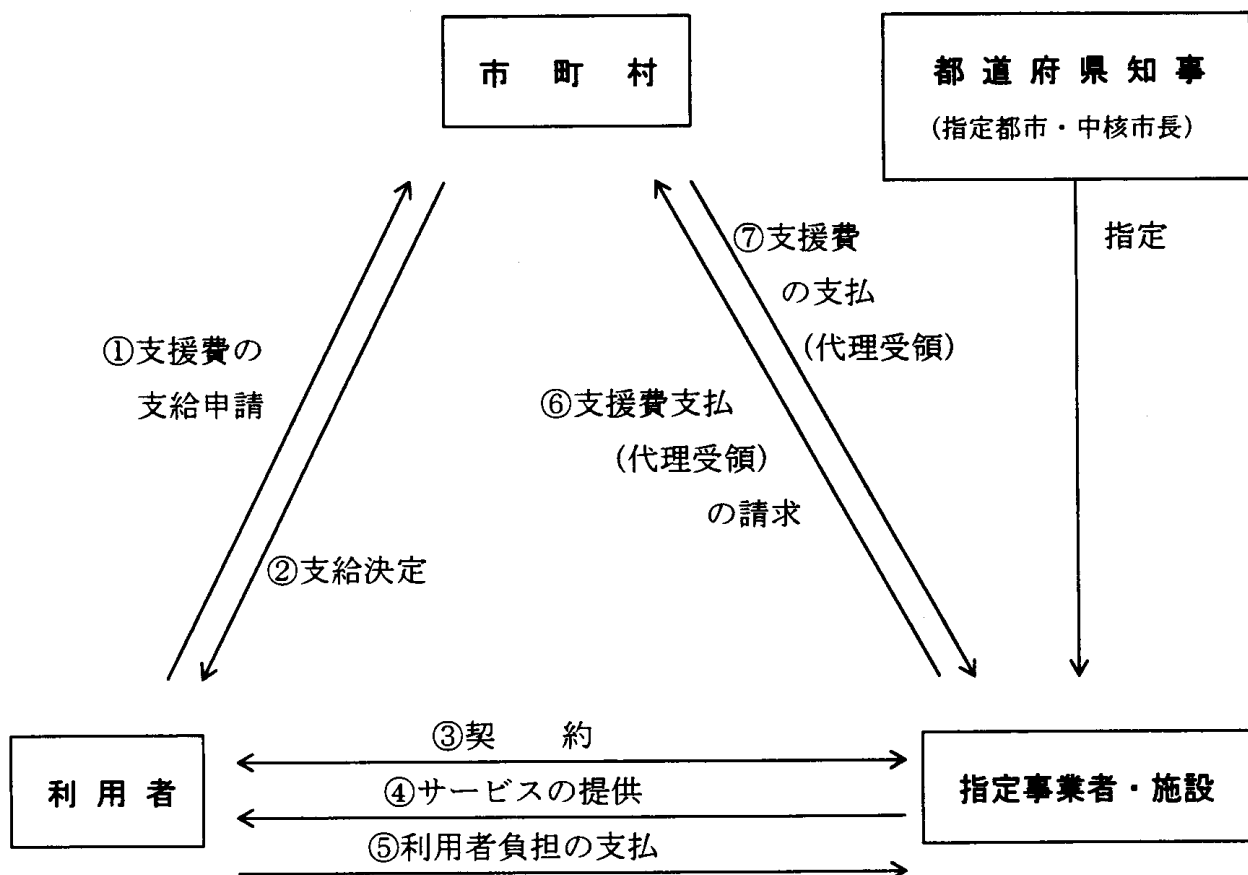 市町村
都道府県知事
(指定都市・中核市長)
指定
⑦支援費
の支払
(代理受領)
①支援費の
支給申請
⑥支援費支払
(代理受領)
の請求
②支給決定
③契 約
利用者
④サービスの提供
指定事業者・施設
⑤利用者負担の支払